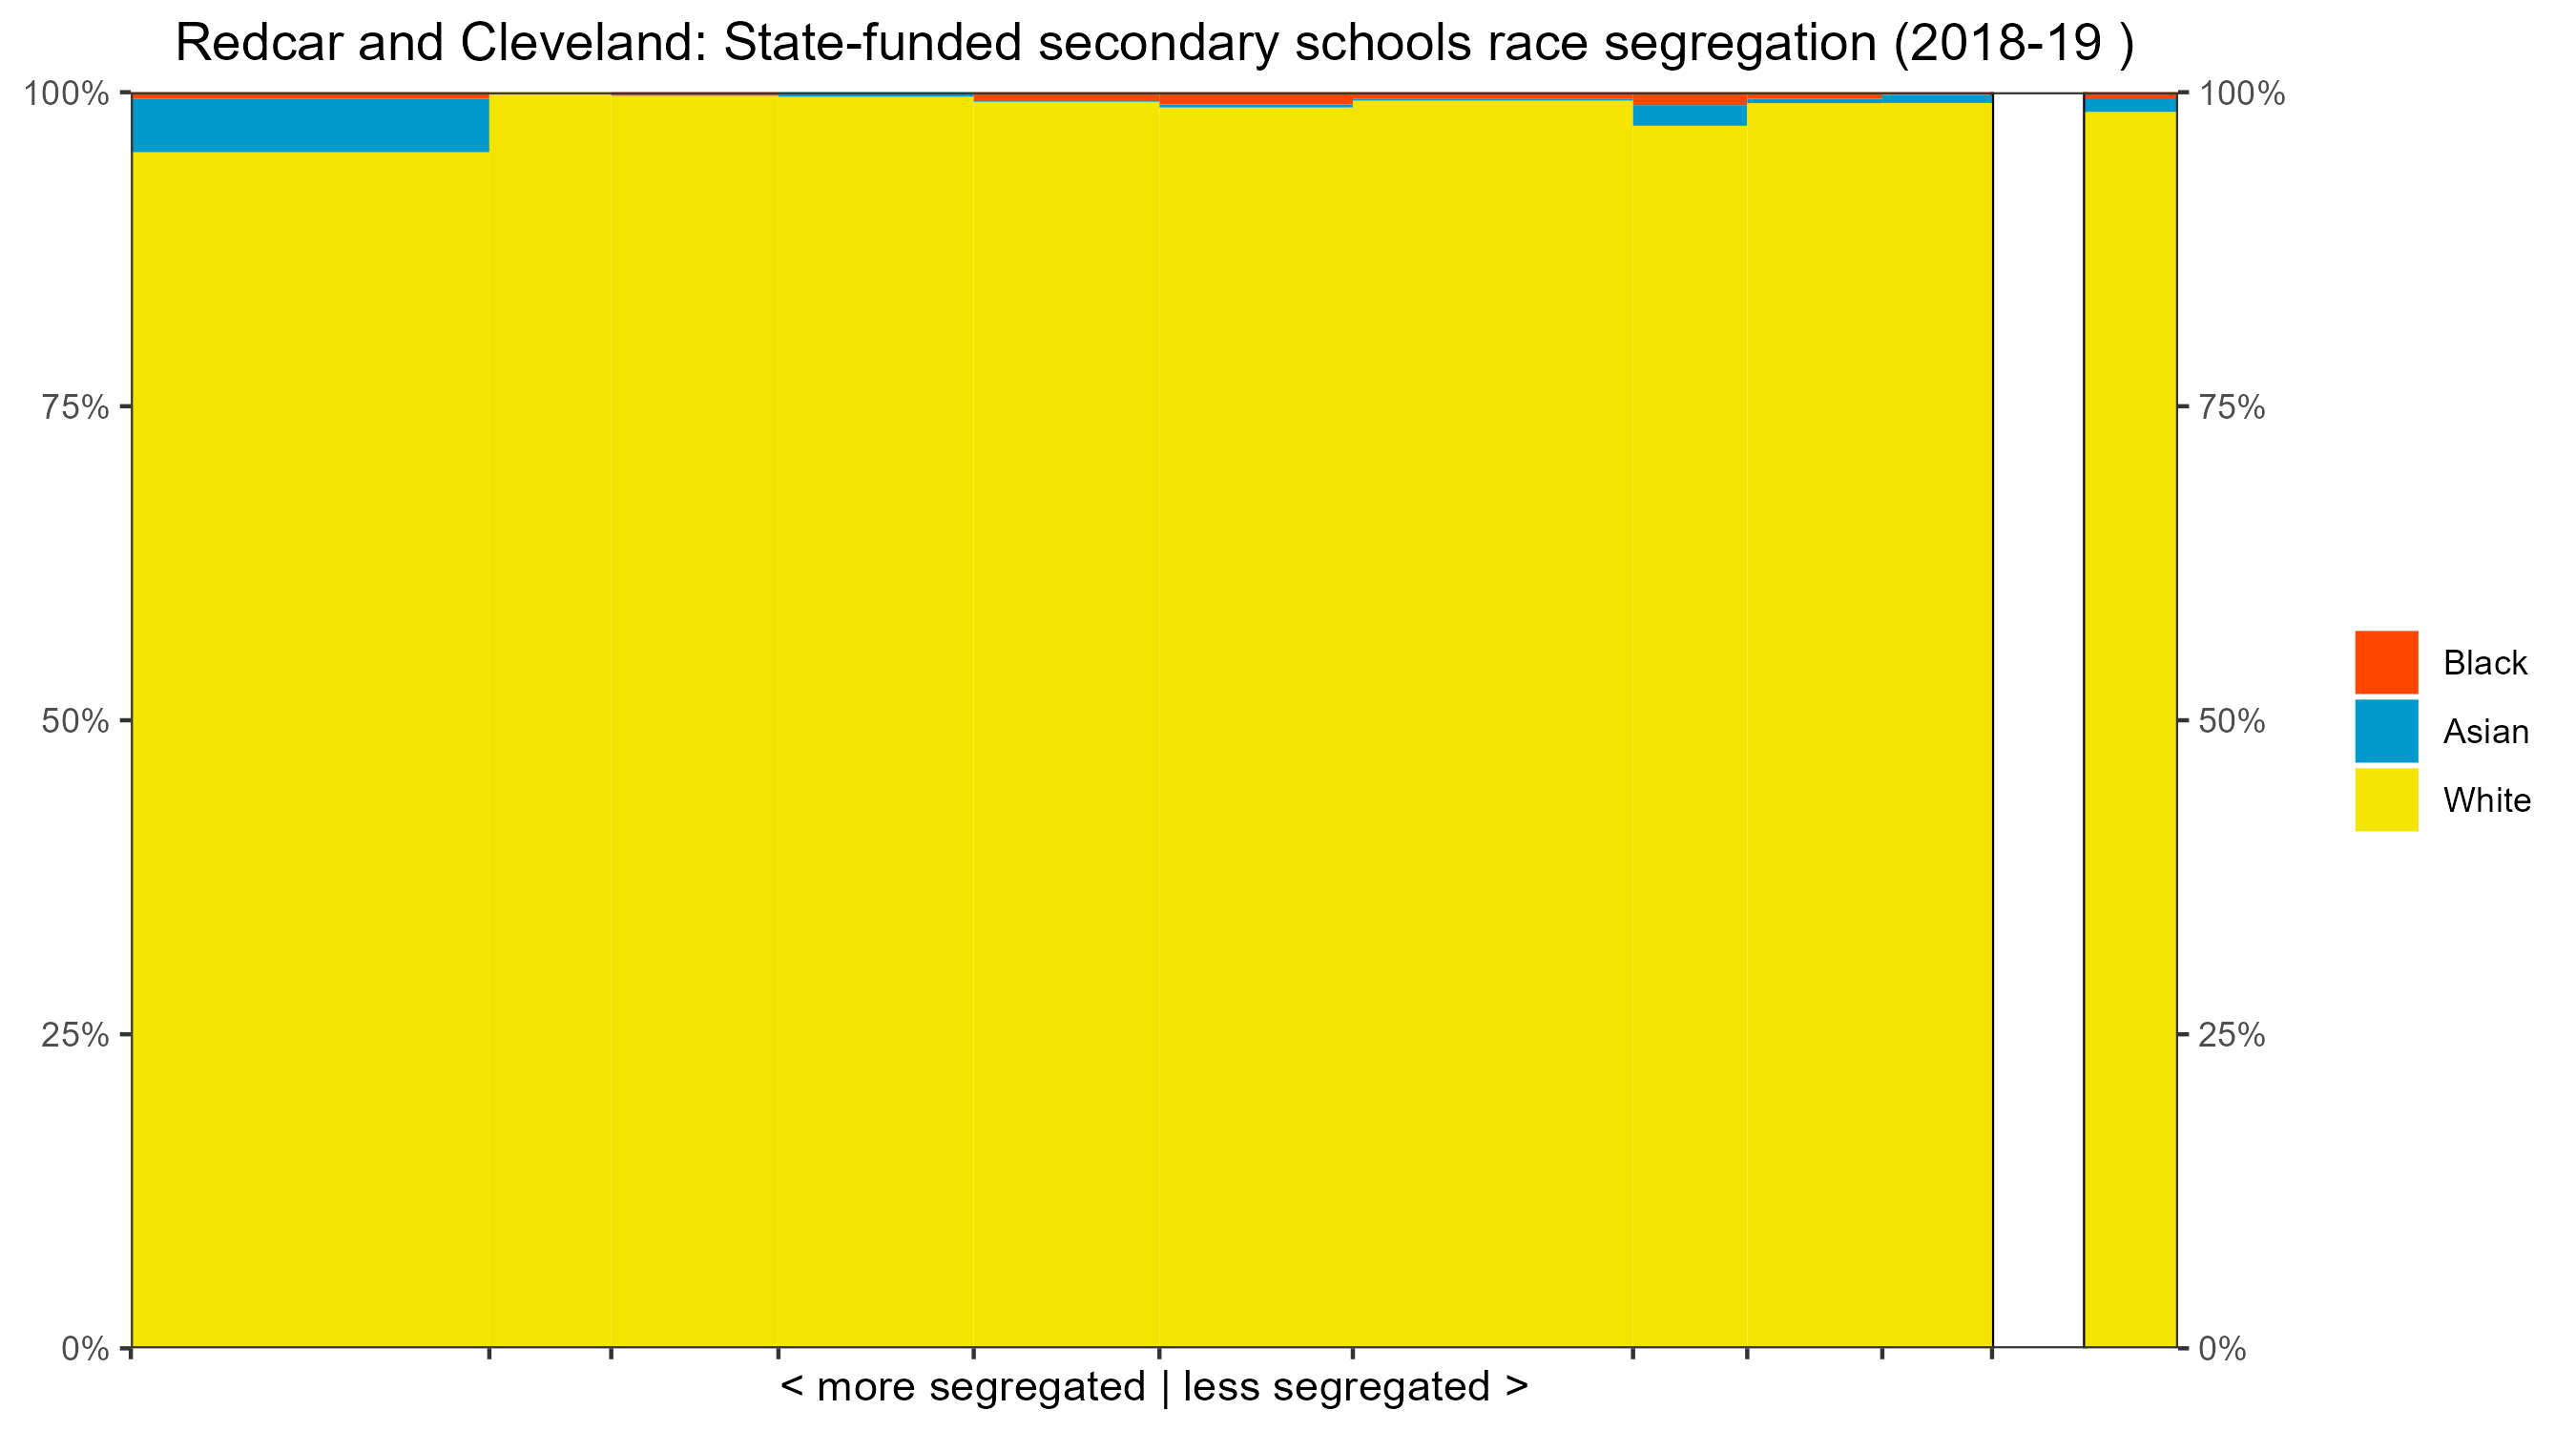 Redcar and Cleveland: State-funded secondary schools race segregation (2018-19 )
100%
75%
50%
25%
0%
100%
75%
50%
25%
0%
Black
Asian
White
< more segregated | less segregated >